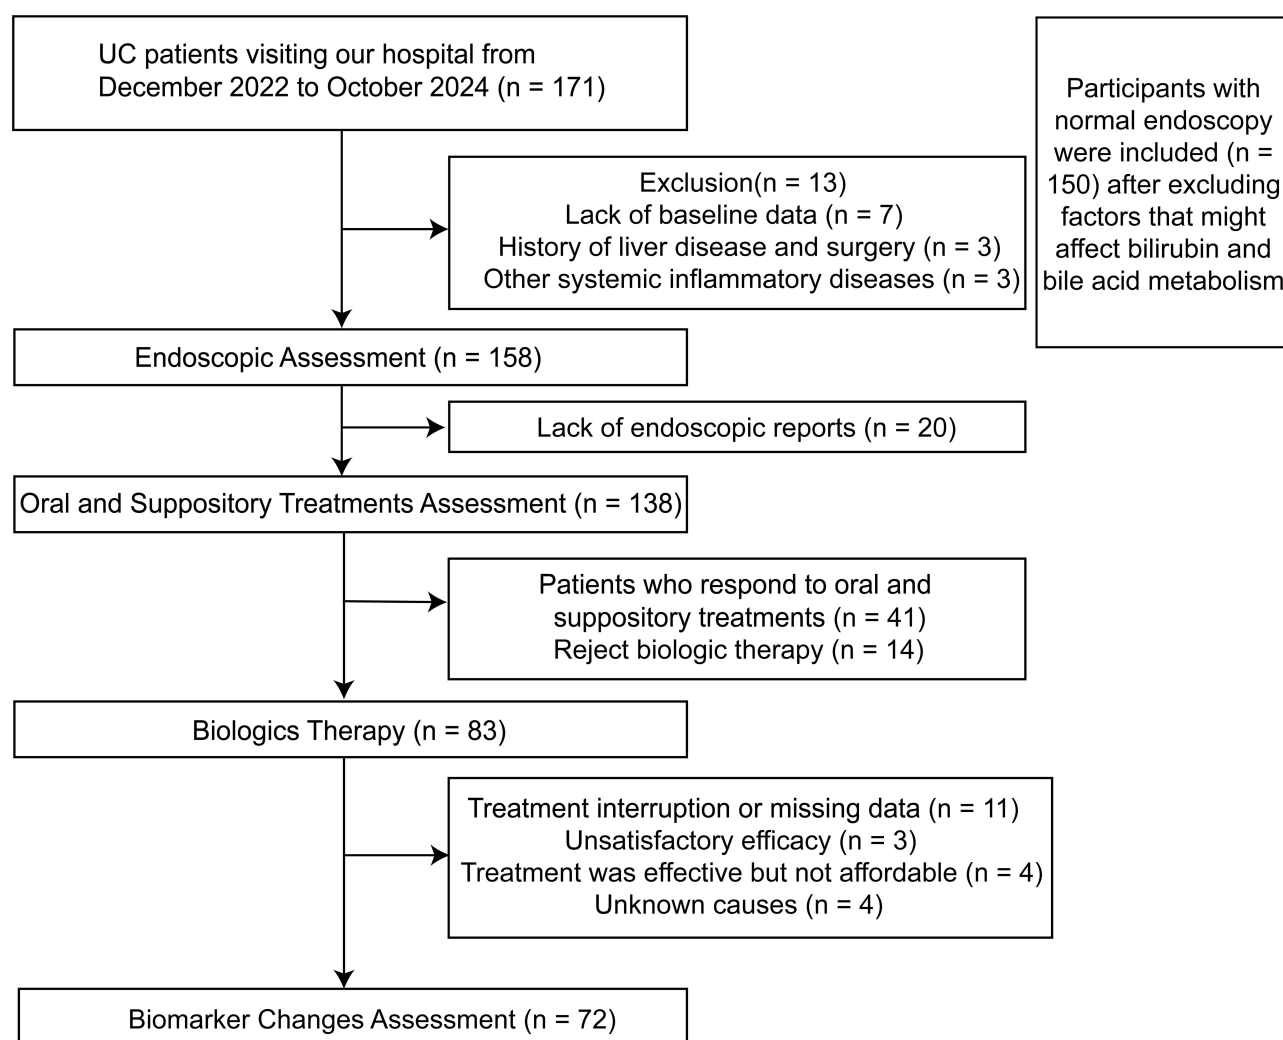 UC patients visiting our hospital from
December 2022 to October 2024 (n = 171)
Participants with
normal endoscopy
were included (n =
150) after excluding
factors that might
affect bilirubin and
bile acid metabolism
Exclusion(n = 13)
Lack of baseline data (n = 7)
History of liver disease and surgery (n = 3)
Other systemic inflammatory diseases (n = 3)
Endoscopic Assessment (n = 158)
Lack of endoscopic reports (n = 20)
Oral and Suppository Treatments Assessment (n = 138)
Patients who respond to oral and
suppository treatments (n = 41)
Reject biologic therapy (n = 14)
Biologics Therapy (n = 83)
Treatment interruption or missing data (n = 11)
Unsatisfactory efficacy (n = 3)
Treatment was effective but not affordable (n = 4)
Unknown causes (n = 4)
Biomarker Changes Assessment (n = 72)